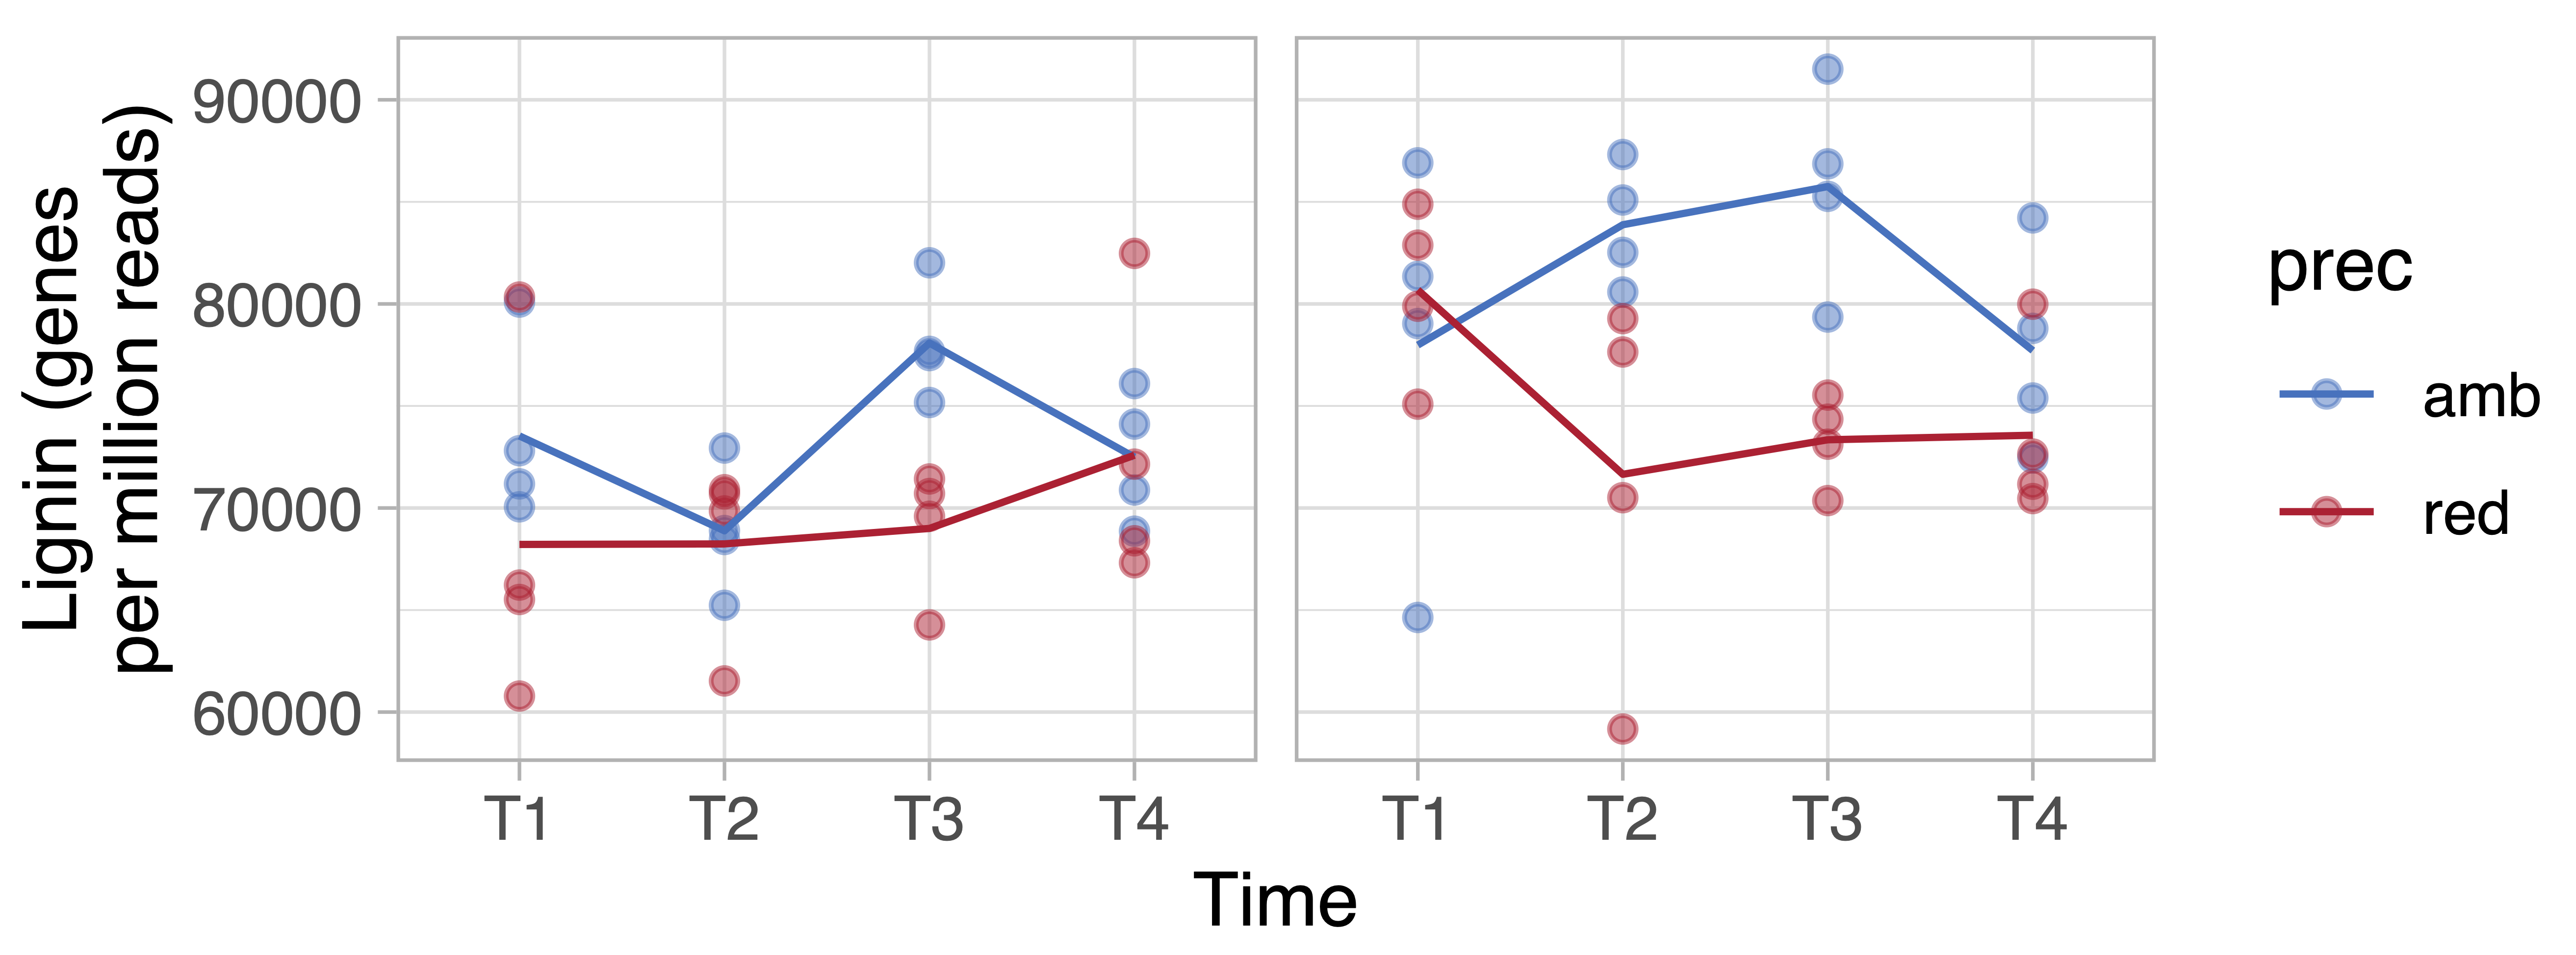 Lignin (genes
per million reads)
90000
80000
70000
60000
T1 T2 T3 T4
T1 T2 T3 T4
Time
prec
amb
red